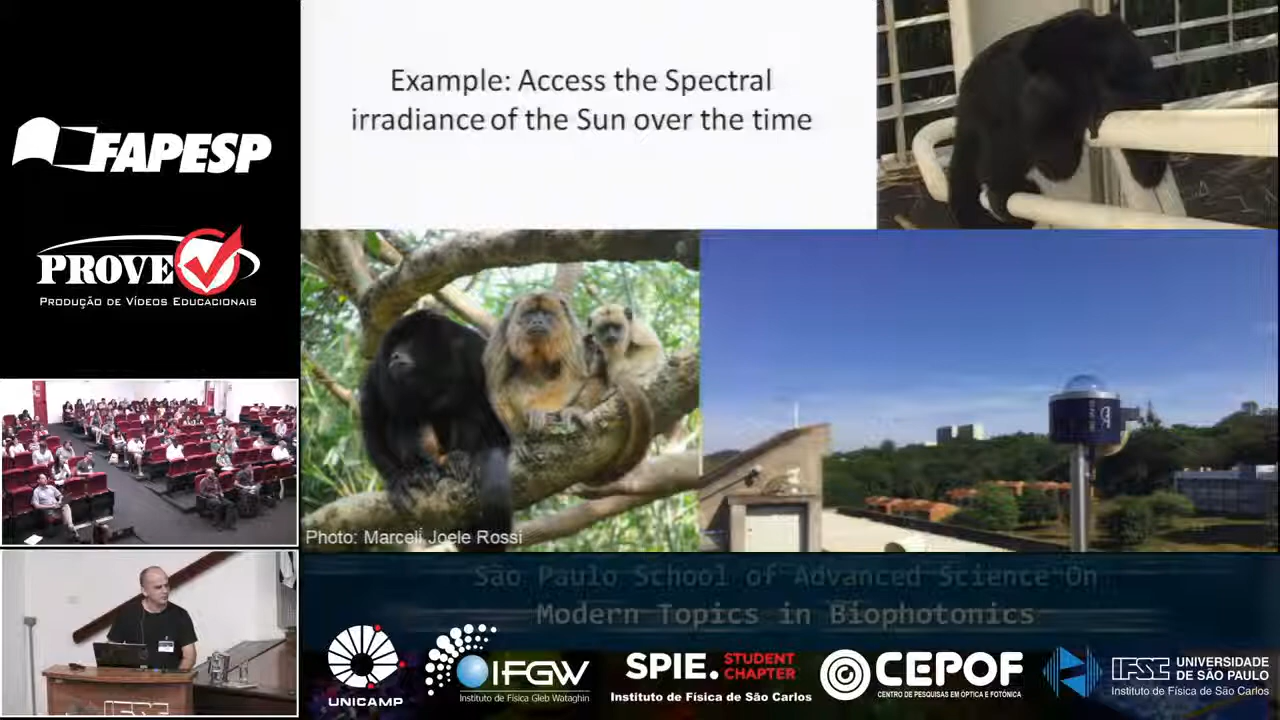 Example: Access the Spectral
irradiance of the Sun over the time
FAPESP
PROVE
PRODUÇÃO DE VÍDEOS EDUCACIONAIS
Photo: Marceli Joele Rossi
São Paulo School of Advanced Science On
Modern Topics in Biophotonics
UNICAMP
IFGW
Instituto de Física Gleb Wataghin
SPIE. STUDENT
CHAPTER
Instituto de Física de São Carlos
CEPOF
CENTRO DE PESQUISAS EM ÓPTICA E FOTÔNICA
IFSC
UNIVERSIDADE
DE SÃO PAULO
Instituto de Física de São Carlos
IFSC